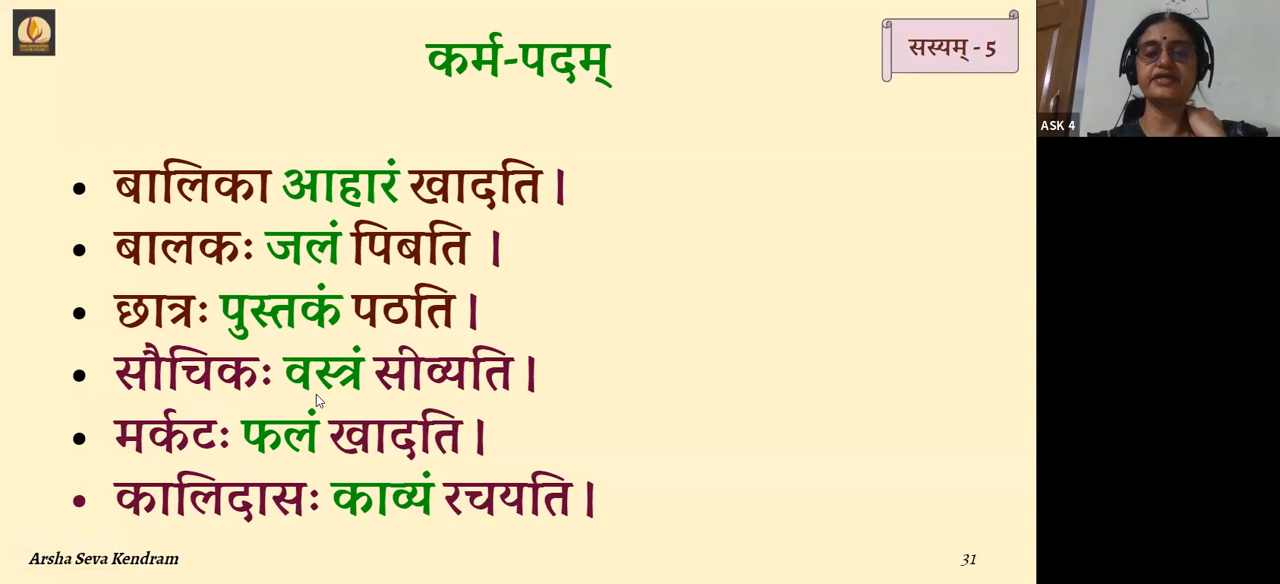 कर्म-पदम्
सस्यम् - 5
ASK 4
• बालिका आहारं खादति।
• बालकः जलं पिबति ।
• छात्रः पुस्तकं पठति।
• सौचिकः वस्त्रं सीव्यति।
• मर्कटः फलं खादति।
• कालिदासः काव्यं रचयति।
Arsha Seva Kendram
31